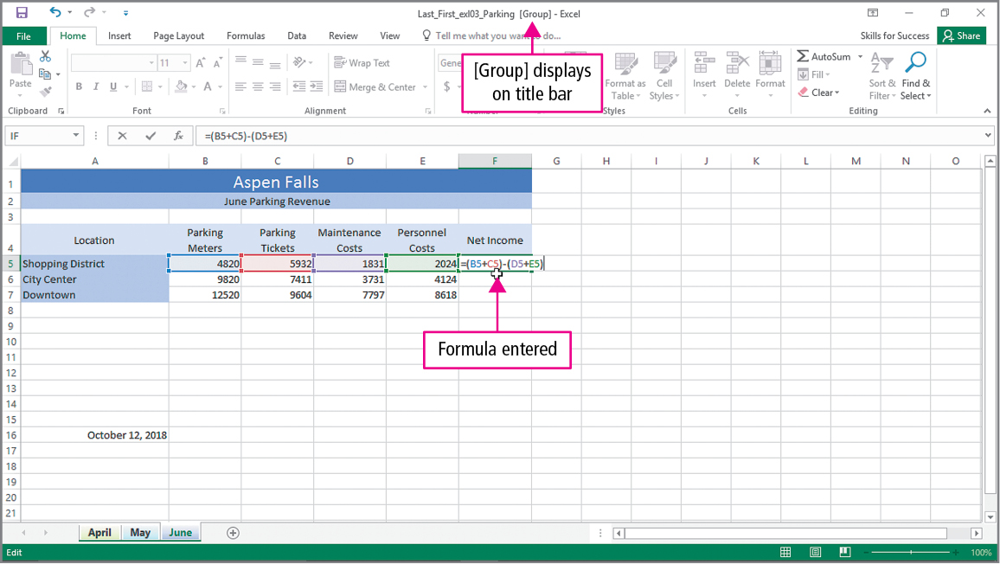 Last_First_exl03_Parking [Group] - Excel
File Home Insert Page Layout Formulas Data Review View Tell me what you want to do... Skills for Success Share
[Group] displays
on title bar
Paste
11 A A
Wrap Text
AutoSum
B I U A
Merge & Center
$
Format as Table
Cell Styles
Insert Delete Format
Fill
Clear
Sort & Filter
Find & Select
Clipboard Font Alignment Styles Cells Editing
IF fx =(B5+C5)-(D5+E5)
A B C D E F G H I J K L M N O
1 Aspen Falls
2 June Parking Revenue
3
4 Location Parking Meters Parking Tickets Maintenance Costs Personnel Costs Net Income
5 Shopping District 4820 5932 1831 2024 =(B5+C5)-(D5+E5)
6 City Center 9820 7411 3731 4124
7 Downtown 12520 9604 7797 8618
8
9
10
Formula entered
11
12
13
14
15
16 October 12, 2018
17
18
19
20
21
April May June
Edit 100%